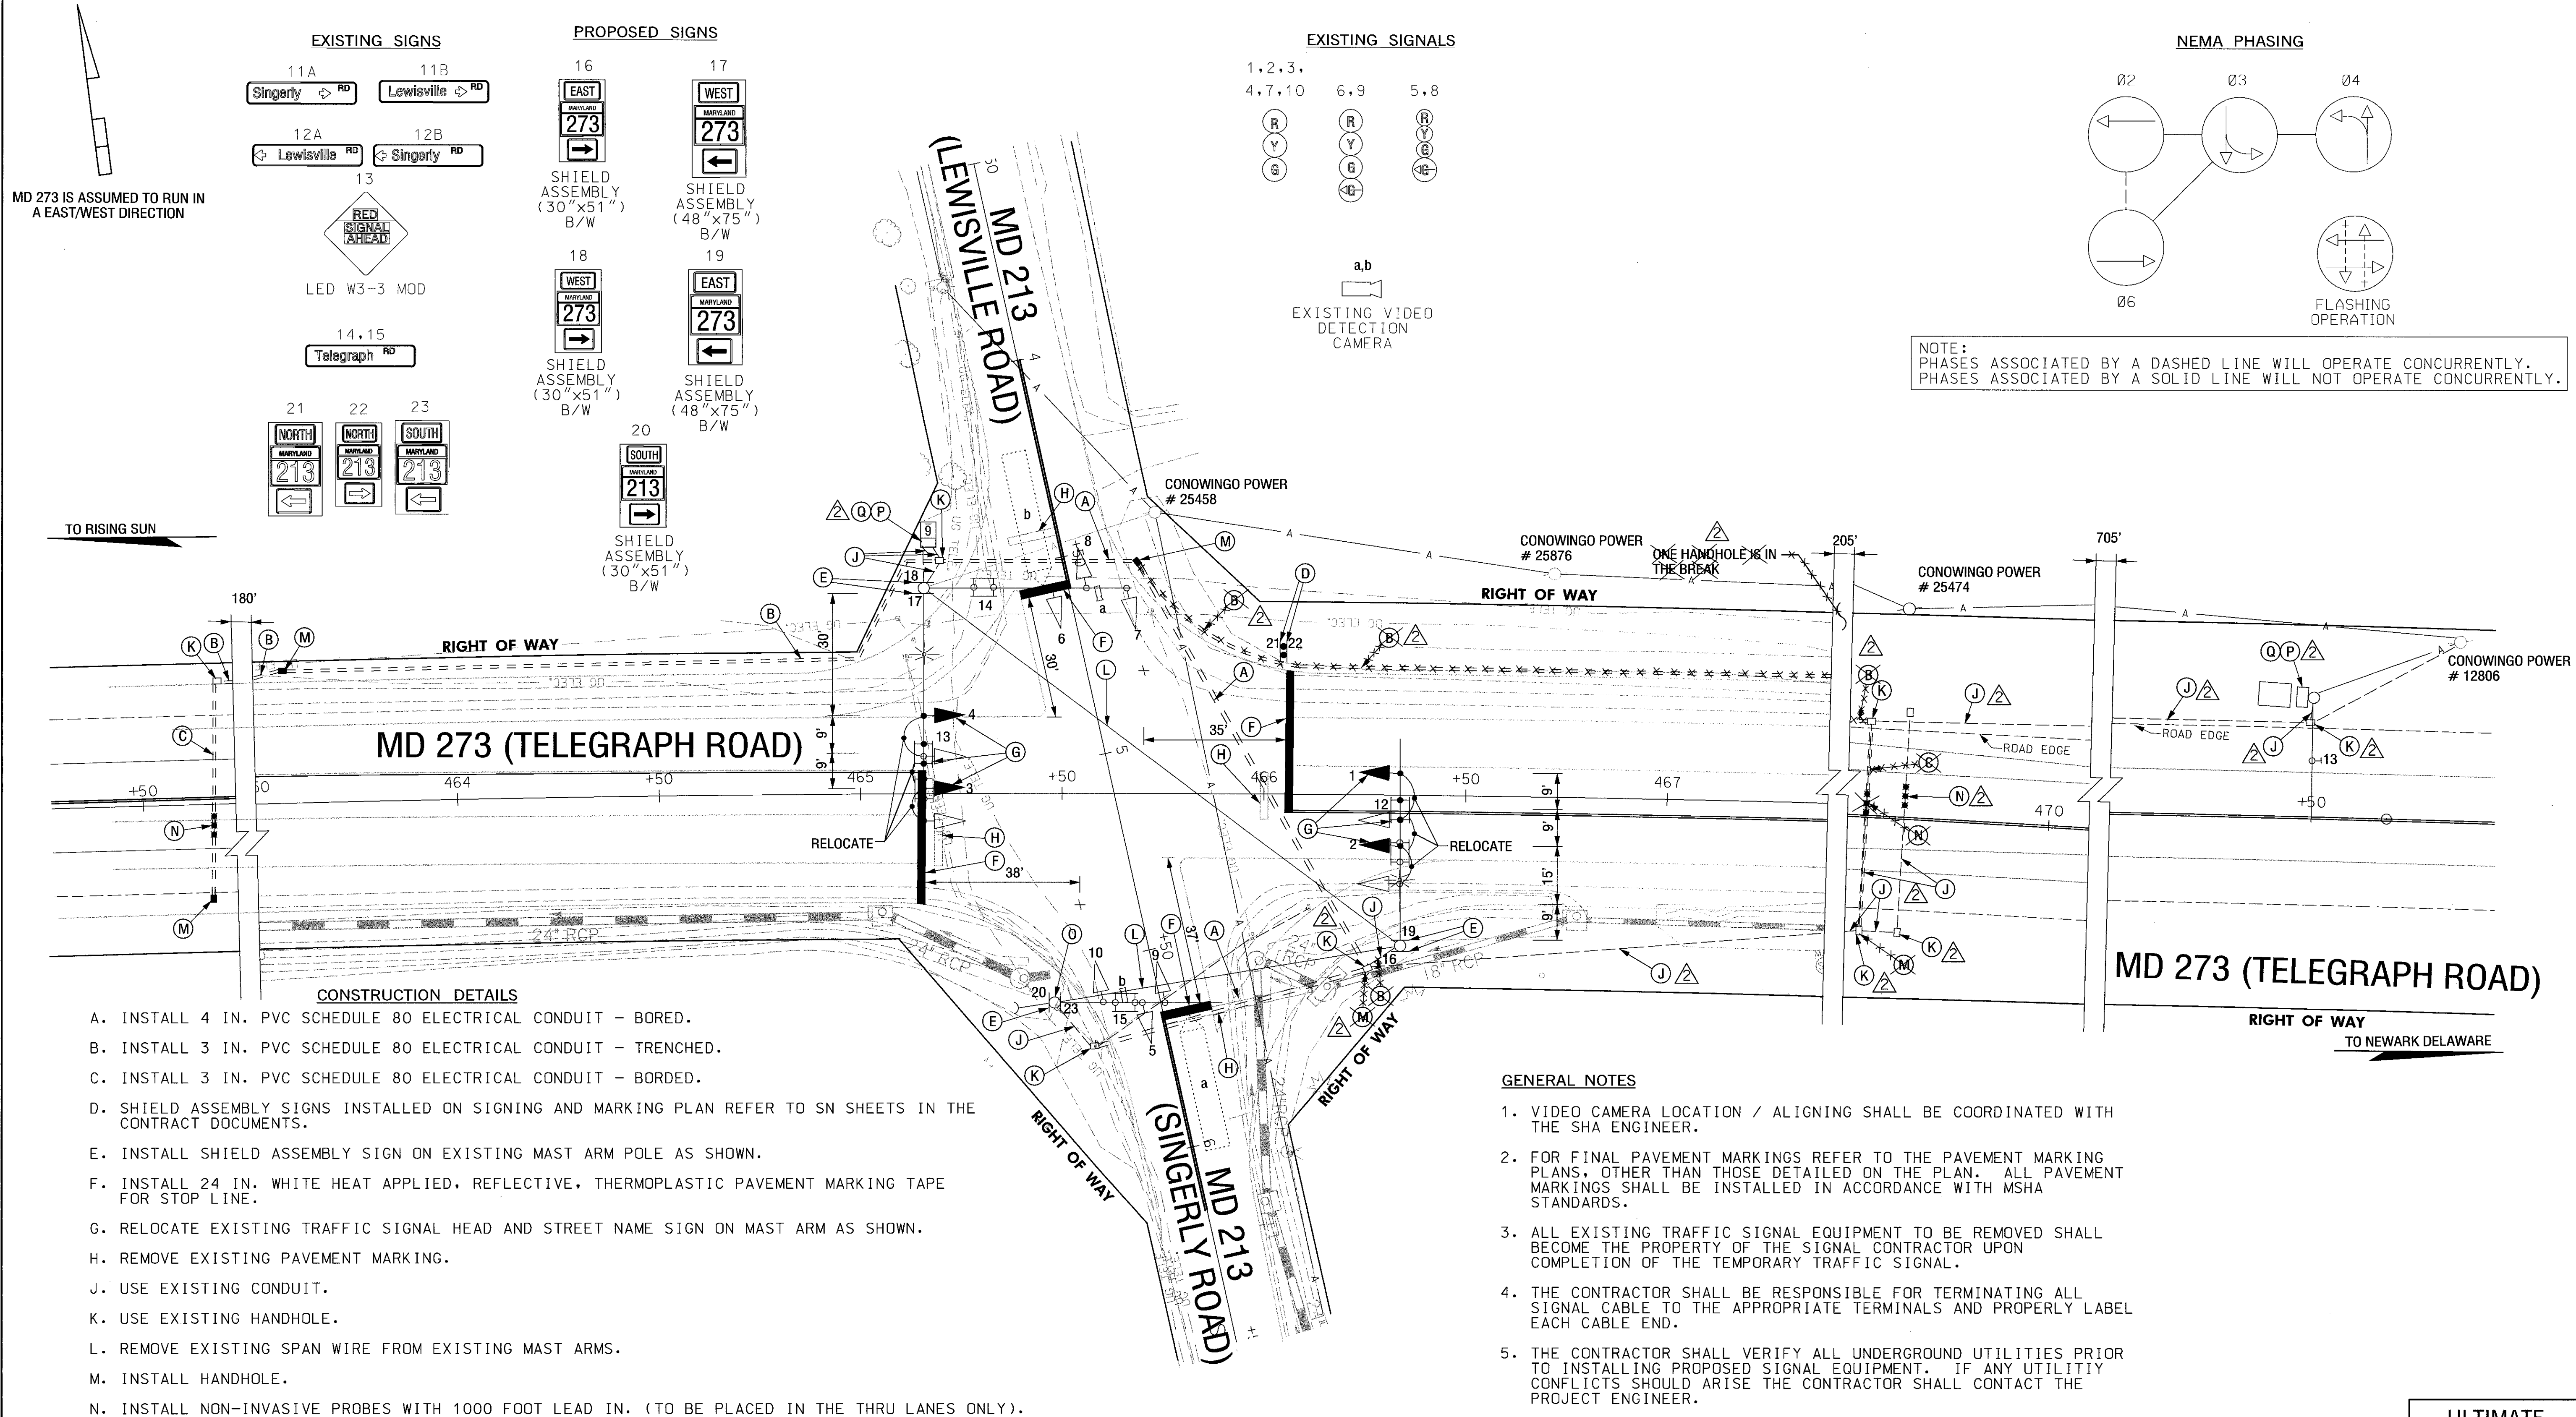 EXISTING SIGNS
11A
Singerly RD
11B
Lewisville RD
12A
Lewisville RD
12B
Singerly RD
13
RED
SIGNAL
AHEAD
LED W3-3 MOD
14,15
Telegraph RD
21
NORTH
MARYLAND
213
22
NORTH
MARYLAND
213
23
SOUTH
MARYLAND
213
MD 273 IS ASSUMED TO RUN IN
A EAST/WEST DIRECTION
PROPOSED SIGNS
16
EAST
MARYLAND
273
SHIELD
ASSEMBLY
(30"x51")
B/W
17
WEST
MARYLAND
273
SHIELD
ASSEMBLY
(48"x75")
B/W
18
WEST
MARYLAND
273
SHIELD
ASSEMBLY
(30"x51")
B/W
19
EAST
MARYLAND
273
SHIELD
ASSEMBLY
(48"x75")
B/W
20
SOUTH
MARYLAND
213
SHIELD
ASSEMBLY
(30"x51")
B/W
EXISTING SIGNALS
1,2,3,
4,7,10
R
Y
G
6,9
R
Y
G
G
5,8
R
Y
G
G
a,b
EXISTING VIDEO
DETECTION
CAMERA
NEMA PHASING
Ø2
Ø3
Ø4
Ø6
FLASHING
OPERATION
NOTE:
PHASES ASSOCIATED BY A DASHED LINE WILL OPERATE CONCURRENTLY.
PHASES ASSOCIATED BY A SOLID LINE WILL NOT OPERATE CONCURRENTLY.
MD 213
(LEWISVILLE ROAD)
CONOWINGO POWER
# 25458
CONOWINGO POWER
# 25876
ONE HANDHOLE IS IN
THE BREAK
CONOWINGO POWER
# 25474
CONOWINGO POWER
# 12806
TO RISING SUN
180'
205'
705'
RIGHT OF WAY
RIGHT OF WAY
MD 273 (TELEGRAPH ROAD)
+50
464
+50
465
+50
466
+50
467
470
+50
30'
9'
9'
30'
35'
38'
37'
9'
9'
15'
9'
RELOCATE
RELOCATE
ROAD EDGE
ROAD EDGE
24" RCP
24" RCP
18" RCP
24" RCP
MD 273 (TELEGRAPH ROAD)
RIGHT OF WAY
TO NEWARK DELAWARE
RIGHT OF WAY
RIGHT OF WAY
MD 213
(SINGERLY ROAD)
CONSTRUCTION DETAILS
A. INSTALL 4 IN. PVC SCHEDULE 80 ELECTRICAL CONDUIT - BORED.
B. INSTALL 3 IN. PVC SCHEDULE 80 ELECTRICAL CONDUIT - TRENCHED.
C. INSTALL 3 IN. PVC SCHEDULE 80 ELECTRICAL CONDUIT - BORDED.
D. SHIELD ASSEMBLY SIGNS INSTALLED ON SIGNING AND MARKING PLAN REFER TO SN SHEETS IN THE
CONTRACT DOCUMENTS.
E. INSTALL SHIELD ASSEMBLY SIGN ON EXISTING MAST ARM POLE AS SHOWN.
F. INSTALL 24 IN. WHITE HEAT APPLIED, REFLECTIVE, THERMOPLASTIC PAVEMENT MARKING TAPE
FOR STOP LINE.
G. RELOCATE EXISTING TRAFFIC SIGNAL HEAD AND STREET NAME SIGN ON MAST ARM AS SHOWN.
H. REMOVE EXISTING PAVEMENT MARKING.
J. USE EXISTING CONDUIT.
K. USE EXISTING HANDHOLE.
L. REMOVE EXISTING SPAN WIRE FROM EXISTING MAST ARMS.
M. INSTALL HANDHOLE.
N. INSTALL NON-INVASIVE PROBES WITH 1000 FOOT LEAD IN. (TO BE PLACED IN THE THRU LANES ONLY).
GENERAL NOTES
1. VIDEO CAMERA LOCATION / ALIGNING SHALL BE COORDINATED WITH
THE SHA ENGINEER.
2. FOR FINAL PAVEMENT MARKINGS REFER TO THE PAVEMENT MARKING
PLANS, OTHER THAN THOSE DETAILED ON THE PLAN. ALL PAVEMENT
MARKINGS SHALL BE INSTALLED IN ACCORDANCE WITH MSHA
STANDARDS.
3. ALL EXISTING TRAFFIC SIGNAL EQUIPMENT TO BE REMOVED SHALL
BECOME THE PROPERTY OF THE SIGNAL CONTRACTOR UPON
COMPLETION OF THE TEMPORARY TRAFFIC SIGNAL.
4. THE CONTRACTOR SHALL BE RESPONSIBLE FOR TERMINATING ALL
SIGNAL CABLE TO THE APPROPRIATE TERMINALS AND PROPERLY LABEL
EACH CABLE END.
5. THE CONTRACTOR SHALL VERIFY ALL UNDERGROUND UTILITIES PRIOR
TO INSTALLING PROPOSED SIGNAL EQUIPMENT. IF ANY UTILITIY
CONFLICTS SHOULD ARISE THE CONTRACTOR SHALL CONTACT THE
PROJECT ENGINEER.
ULTIMATE